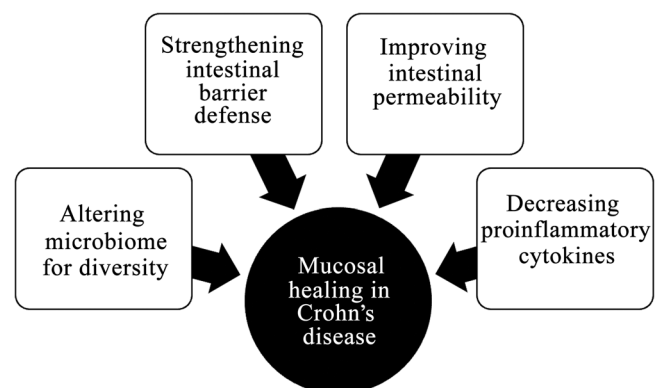 Strengthening
intestinal
barrier
defense
Improving
intestinal
permeability
Altering
microbiome
for diversity
Decreasing
proinflammatory
cytokines
Mucosal
healing in
Crohn's
disease